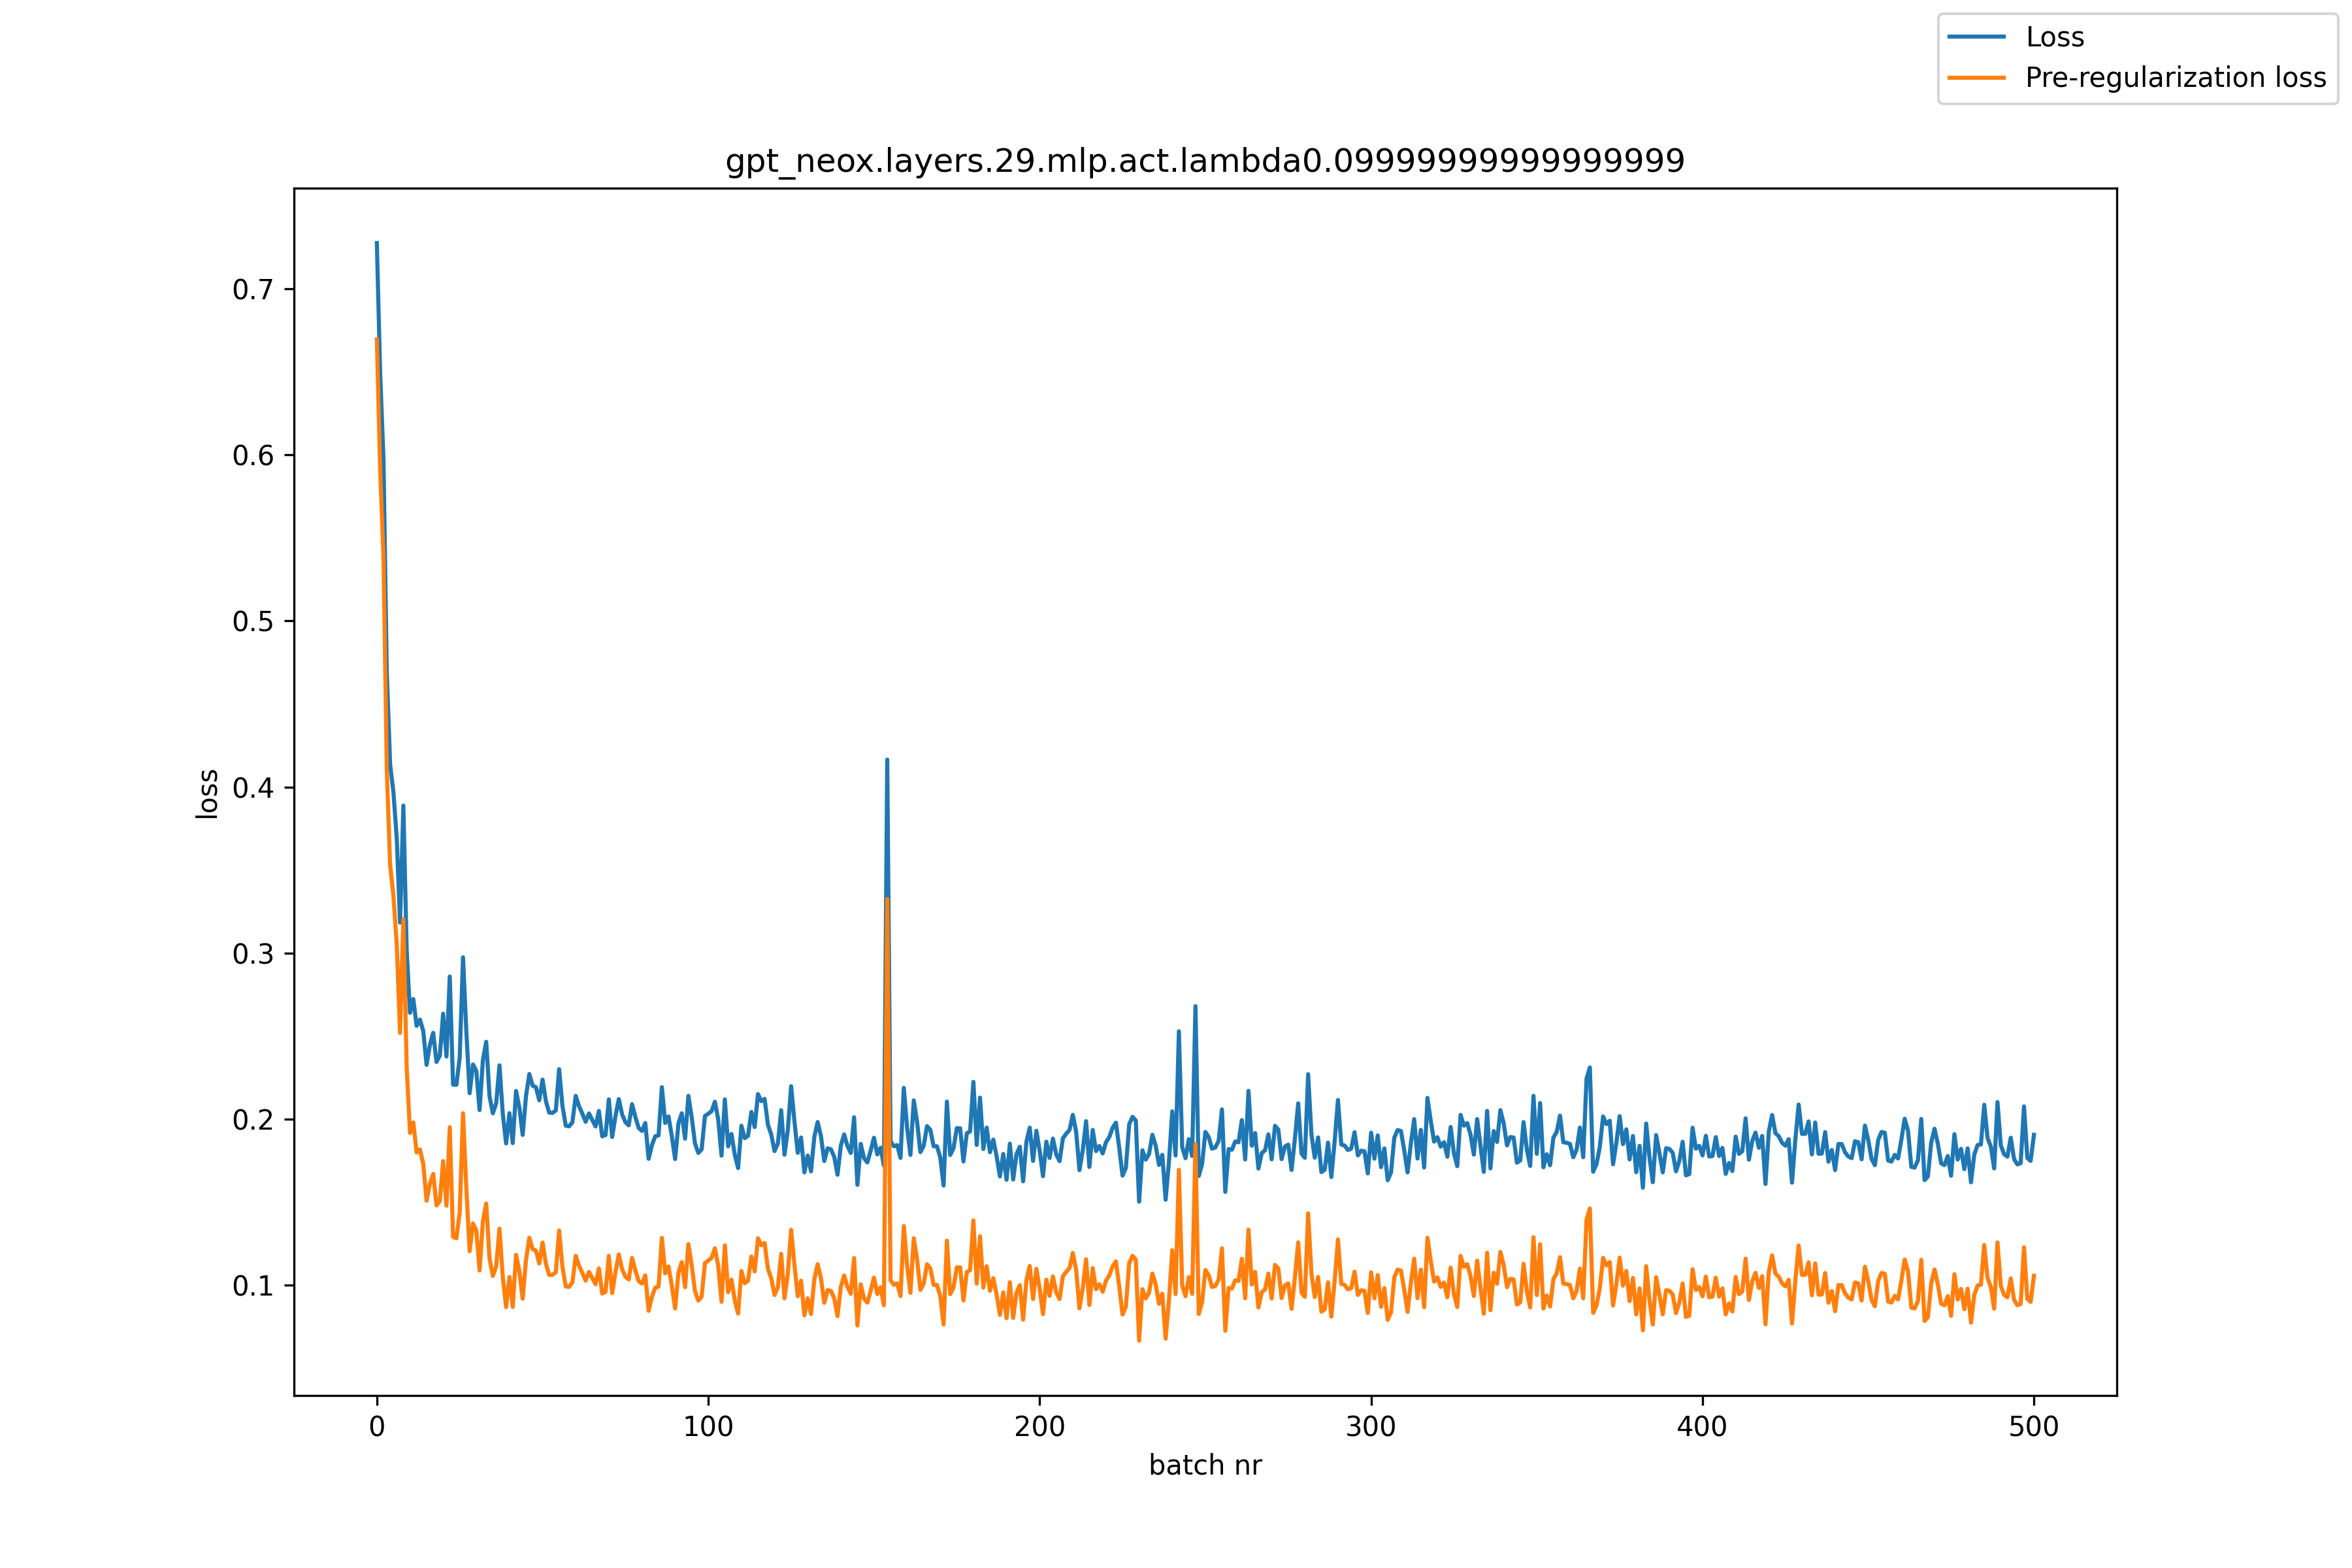 Loss
Pre-regularization loss
gpt_neox.layers.29.mlp.act.lambda0.09999999999999999
0.7
0.6
0.5
0.4
0.3
0.2
0.1
loss
0 100 200 300 400 500
batch nr